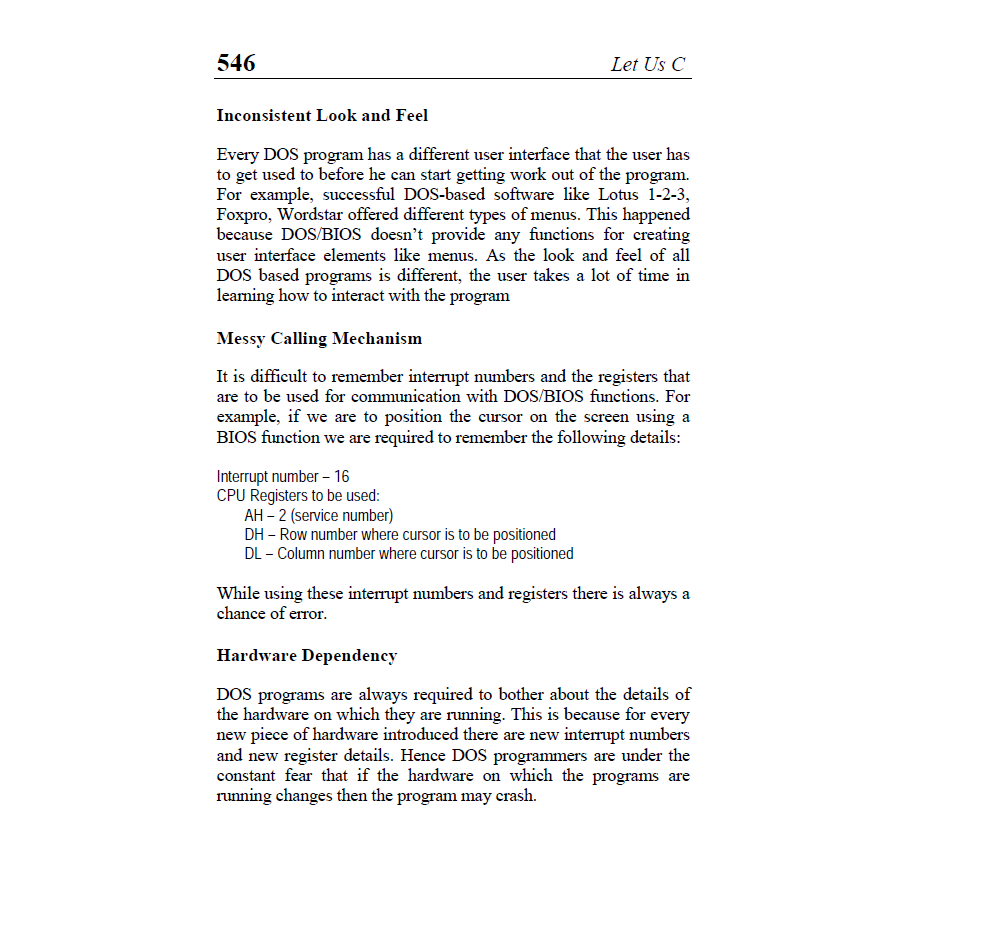 546
Let Us C
Inconsistent Look and Feel
Every DOS program has a different user interface that the user has
to get used to before he can start getting work out of the program.
For example, successful DOS-based software like Lotus 1-2-3,
Foxpro, Wordstar offered different types of menus. This happened
because DOS/BIOS doesn’t provide any functions for creating
user interface elements like menus. As the look and feel of all
DOS based programs is different, the user takes a lot of time in
learning how to interact with the program
Messy Calling Mechanism
It is difficult to remember interrupt numbers and the registers that
are to be used for communication with DOS/BIOS functions. For
example, if we are to position the cursor on the screen using a
BIOS function we are required to remember the following details:
Interrupt number – 16
CPU Registers to be used:
AH – 2 (service number)
DH – Row number where cursor is to be positioned
DL – Column number where cursor is to be positioned
While using these interrupt numbers and registers there is always a
chance of error.
Hardware Dependency
DOS programs are always required to bother about the details of
the hardware on which they are running. This is because for every
new piece of hardware introduced there are new interrupt numbers
and new register details. Hence DOS programmers are under the
constant fear that if the hardware on which the programs are
running changes then the program may crash.